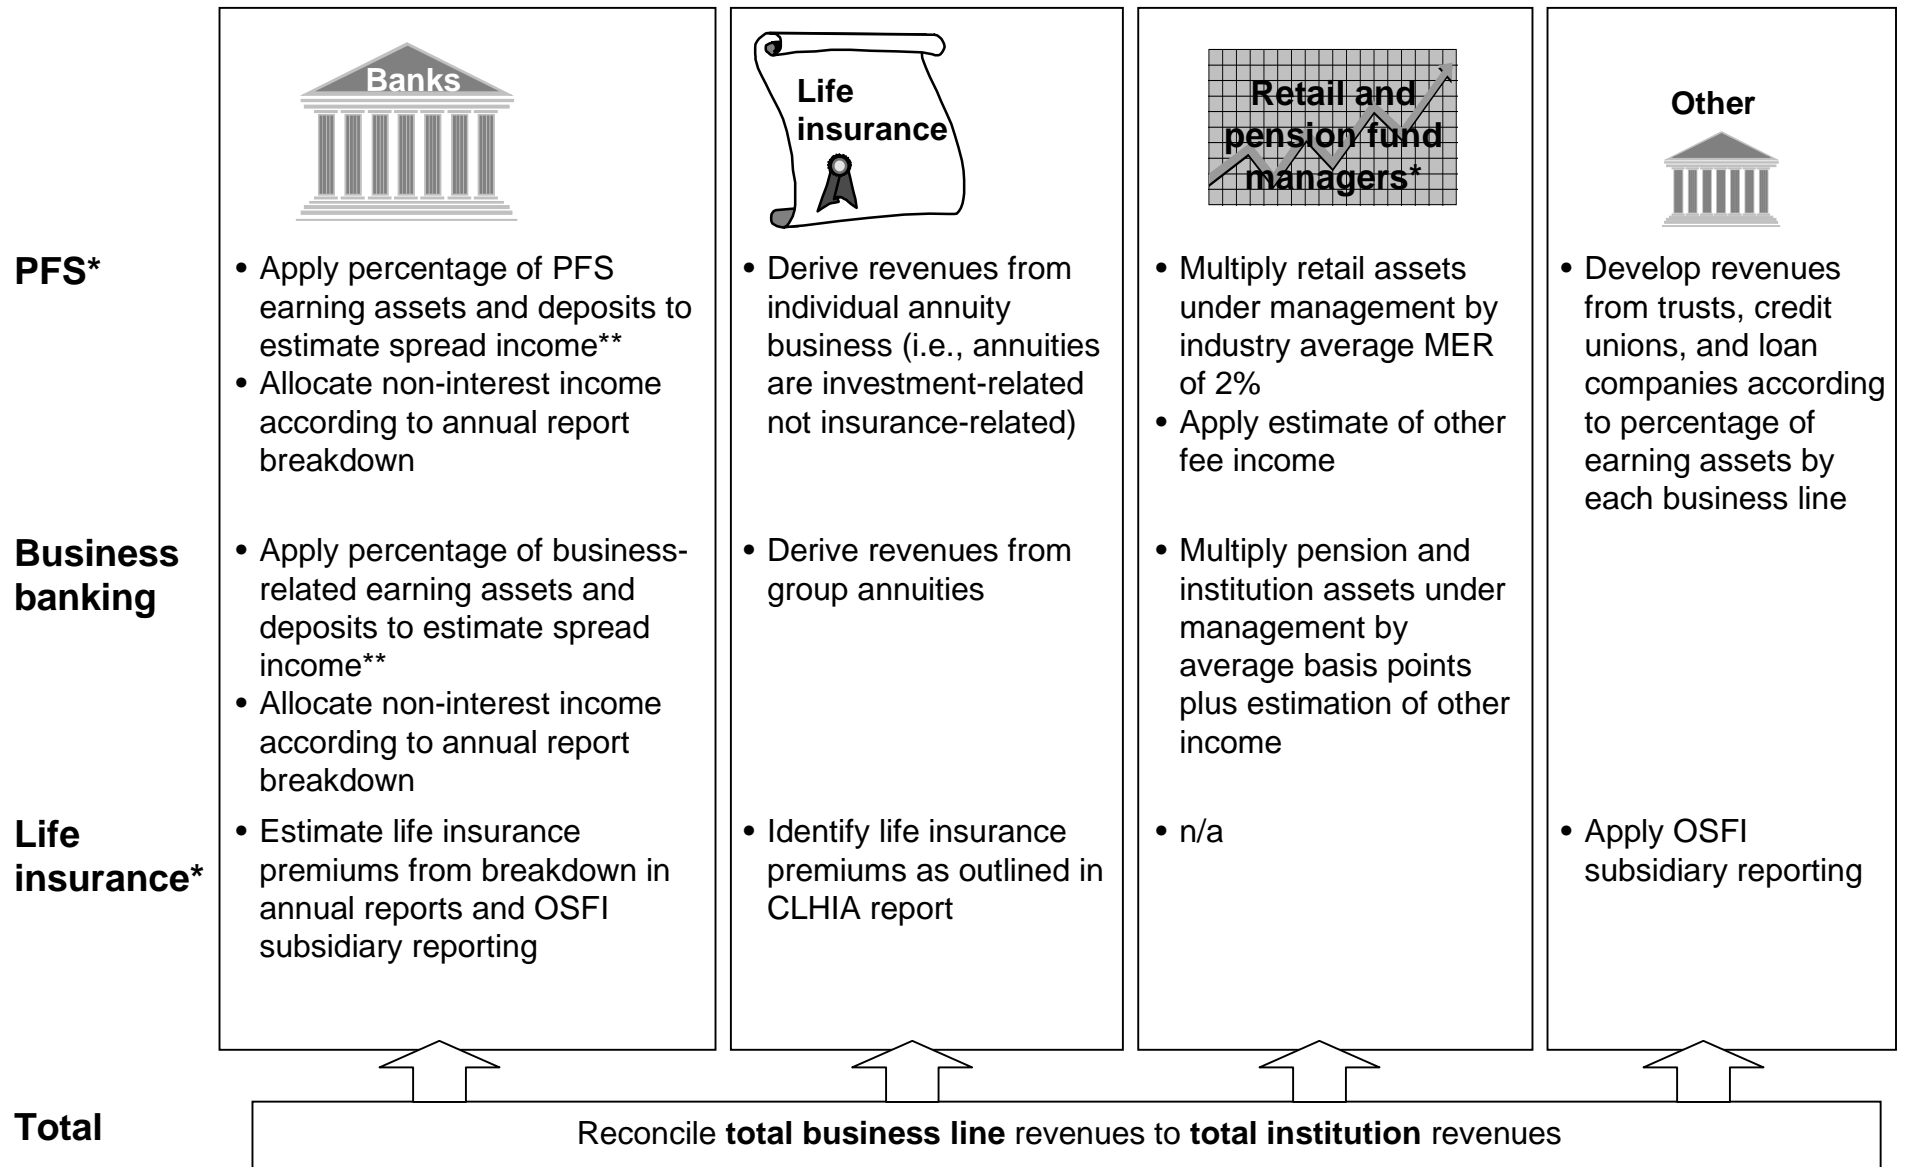 Banks
Life
insurance
Retail and
pension fund
managers*
Other
PFS*
• Apply percentage of PFS
earning assets and deposits to
estimate spread income**
• Allocate non-interest income
according to annual report
breakdown
• Derive revenues from
individual annuity
business (i.e., annuities
are investment-related
not insurance-related)
• Multiply retail assets
under management by
industry average MER
of 2%
• Apply estimate of other
fee income
• Develop revenues
from trusts, credit
unions, and loan
companies according
to percentage of
earning assets by
each business line
Business
banking
• Apply percentage of business-
related earning assets and
deposits to estimate spread
income**
• Allocate non-interest income
according to annual report
breakdown
• Derive revenues from
group annuities
• Multiply pension and
institution assets under
management by
average basis points
plus estimation of other
income
Life
insurance*
• Estimate life insurance
premiums from breakdown in
annual reports and OSFI
subsidiary reporting
• Identify life insurance
premiums as outlined in
CLHIA report
• n/a
• Apply OSFI
subsidiary reporting
Total
Reconcile total business line revenues to total institution revenues